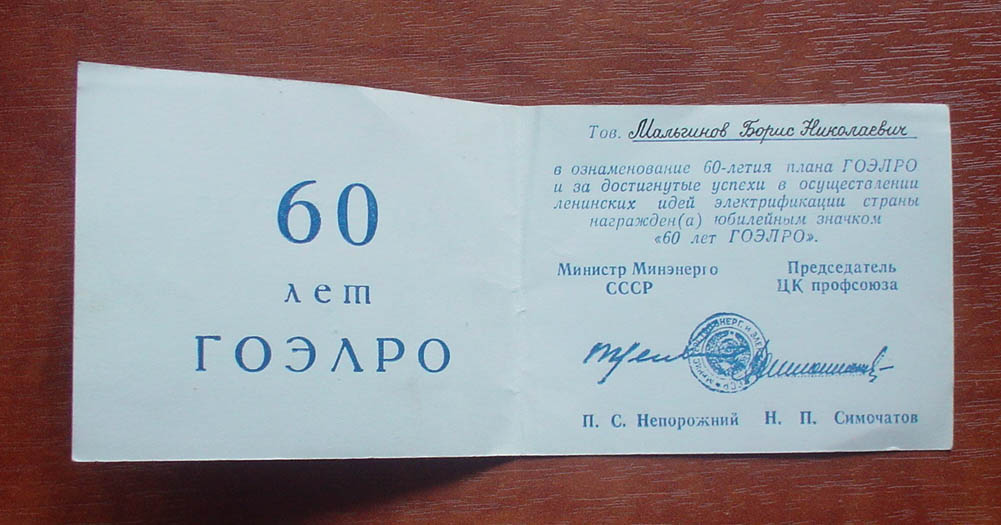 60
лет
ГОЭЛРО
Тов. Мальгинов Борис Николаевич
в ознаменование 60-летия плана ГОЭЛРО
и за достигнутые успехи в осуществлении
ленинских идей электрификации страны
награжден(а) юбилейным значком
«60 лет ГОЭЛРО».
Министр Минэнерго
СССР
Председатель
ЦК профсоюза
П. С. Непорожний Н. П. Симочатов